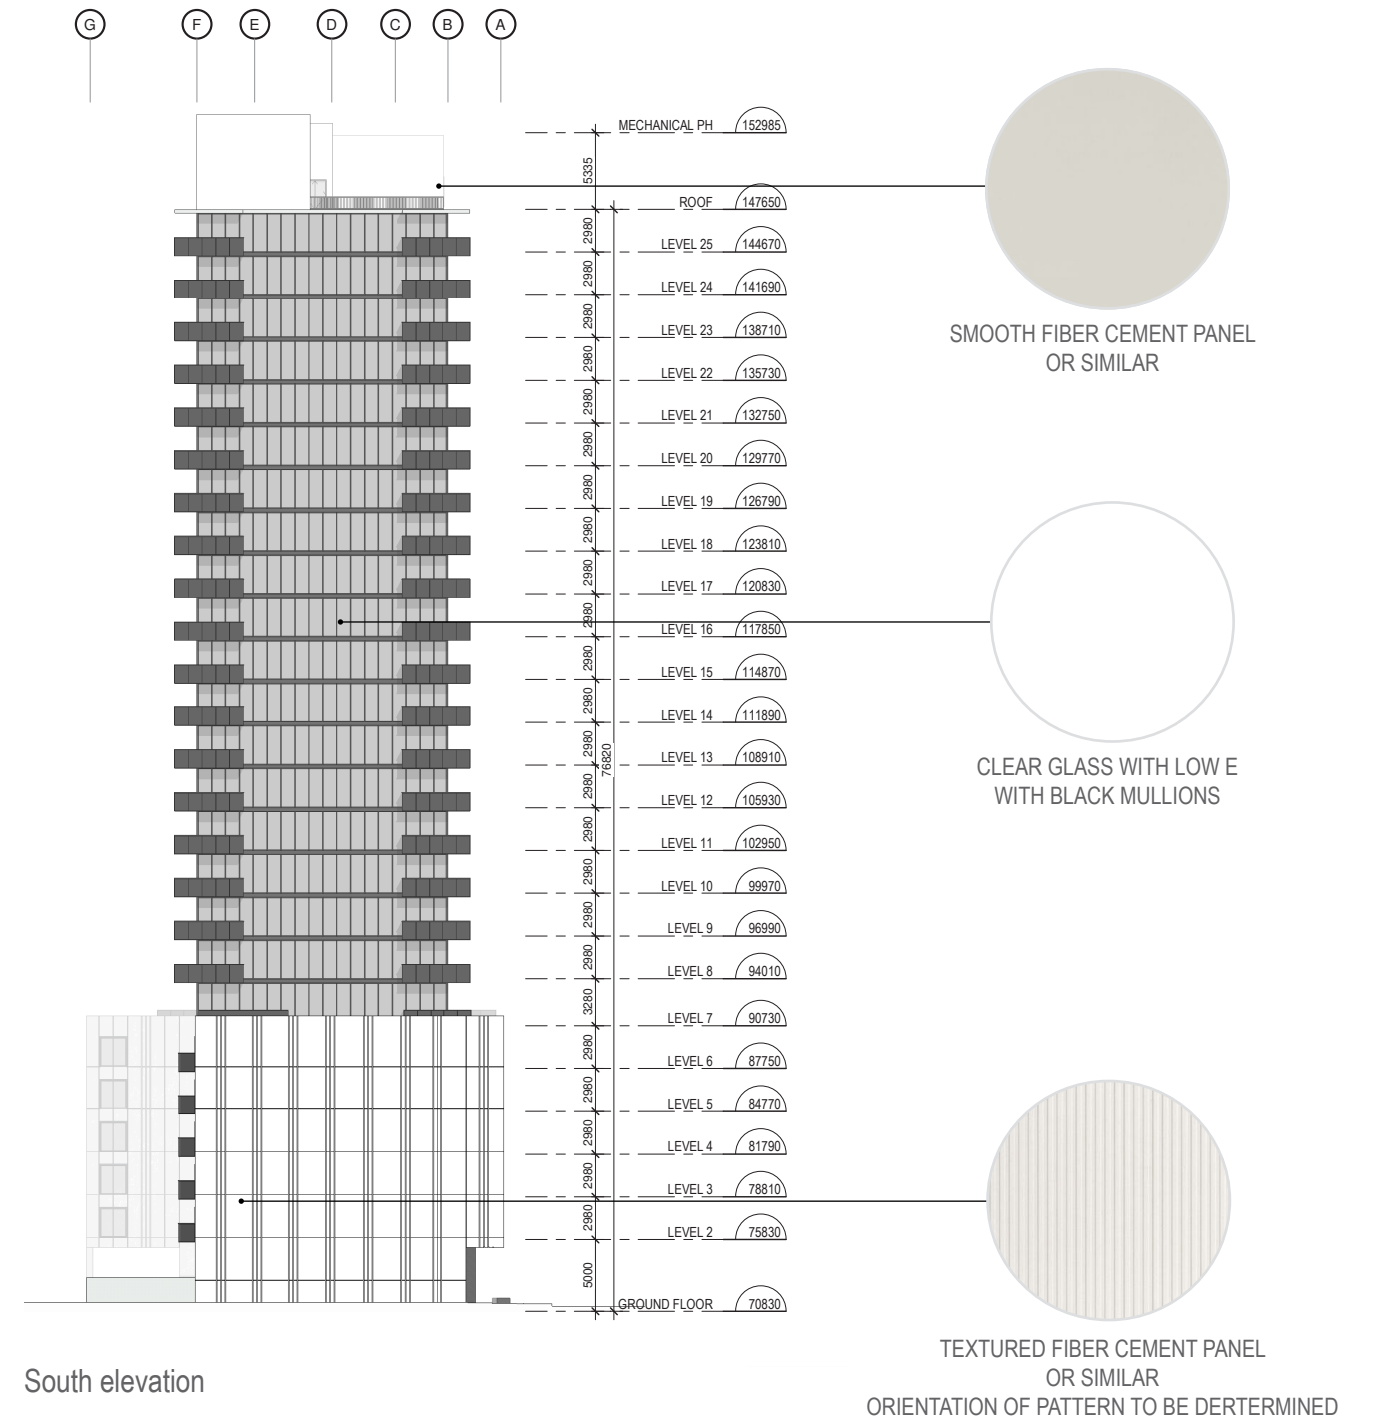 G F E D C B A
MECHANICAL PH 152985
5335
ROOF 147650
2980
LEVEL 25 144670
2980
LEVEL 24 141690
2980
LEVEL 23 138710
SMOOTH FIBER CEMENT PANEL
OR SIMILAR
2980
LEVEL 22 135730
2980
LEVEL 21 132750
2980
LEVEL 20 129770
2980
LEVEL 19 126790
2980
LEVEL 18 123810
2980
LEVEL 17 120830
2980
LEVEL 16 117850
2980
LEVEL 15 114870
2980
LEVEL 14 111890
2980
LEVEL 13 108910
76820
CLEAR GLASS WITH LOW E
WITH BLACK MULLIONS
2980
LEVEL 12 105930
2980
LEVEL 11 102950
2980
LEVEL 10 99970
2980
LEVEL 9 96990
2980
LEVEL 8 94010
3280
LEVEL 7 90730
2980
LEVEL 6 87750
2980
LEVEL 5 84770
2980
LEVEL 4 81790
2980
LEVEL 3 78810
2980
LEVEL 2 75830
5000
GROUND FLOOR 70830
TEXTURED FIBER CEMENT PANEL
OR SIMILAR
ORIENTATION OF PATTERN TO BE DERTERMINED
South elevation